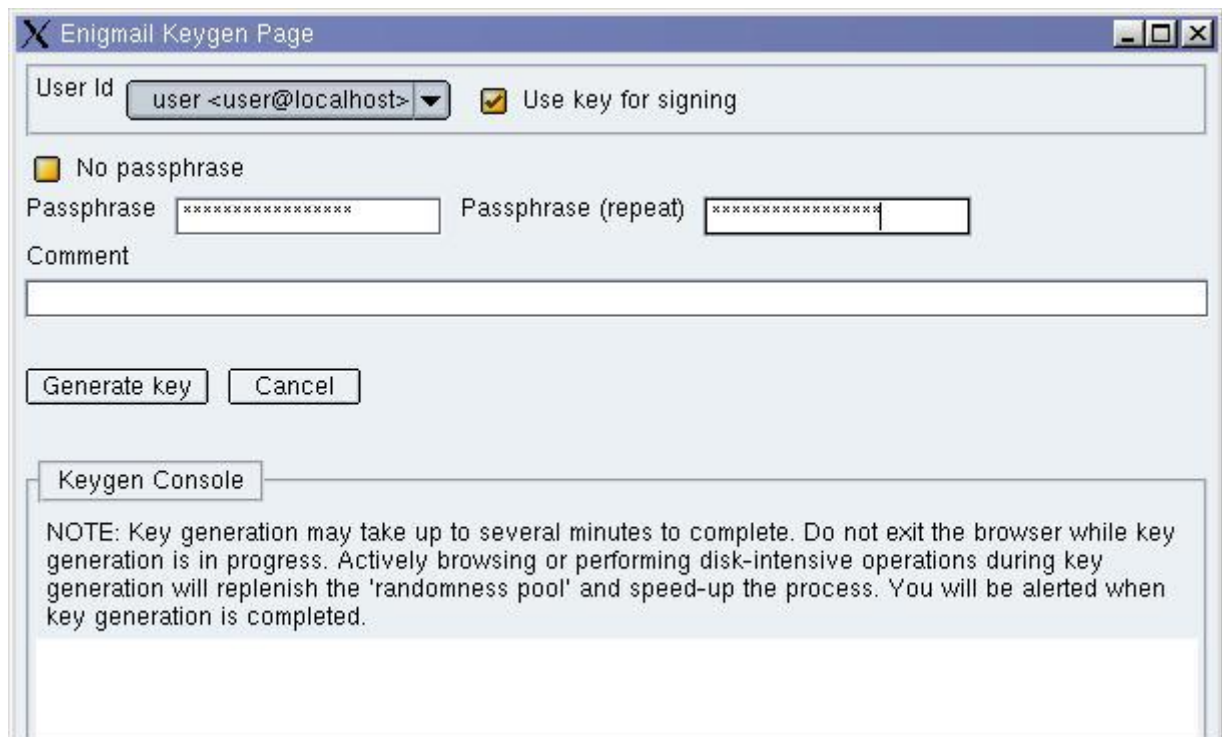 Enigmail Keygen Page
User Id user <user@localhost> Use key for signing
No passphrase
Passphrase ***************** Passphrase (repeat) *****************
Comment
Generate key Cancel
Keygen Console
NOTE: Key generation may take up to several minutes to complete. Do not exit the browser while key
generation is in progress. Actively browsing or performing disk-intensive operations during key
generation will replenish the 'randomness pool' and speed-up the process. You will be alerted when
key generation is completed.